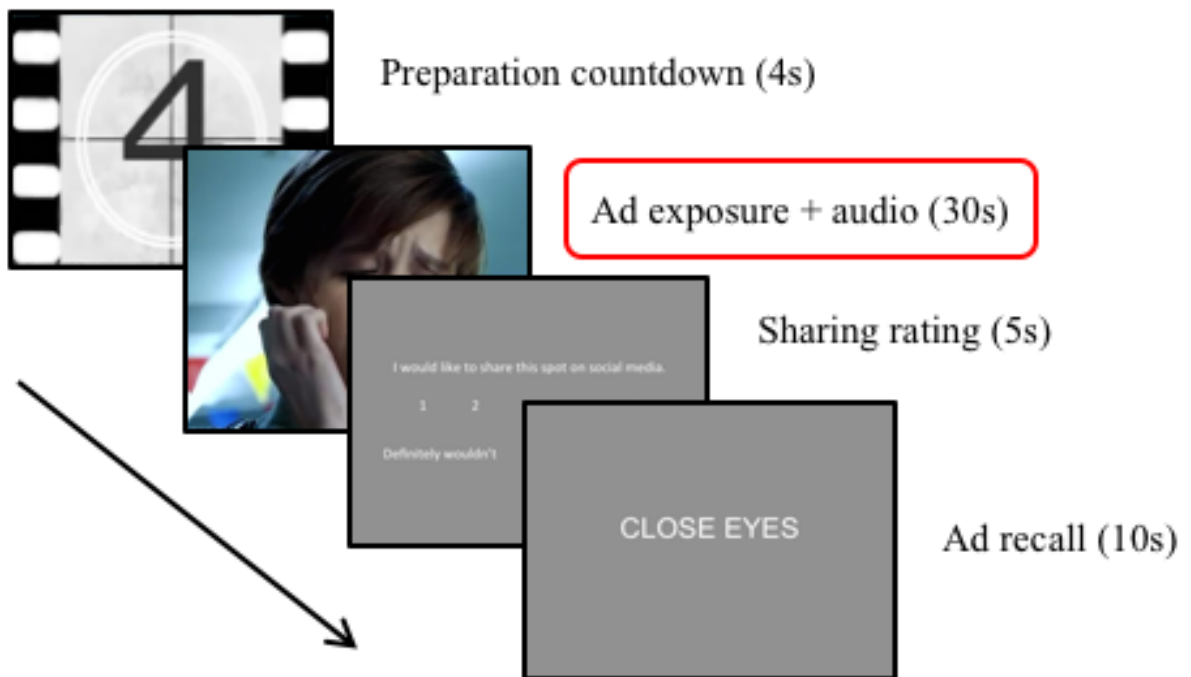 4
Preparation countdown (4s)
Ad exposure + audio (30s)
Sharing rating (5s)
I would like to share this spot on social media.
1 2
Definitely wouldn't
CLOSE EYES
Ad recall (10s)